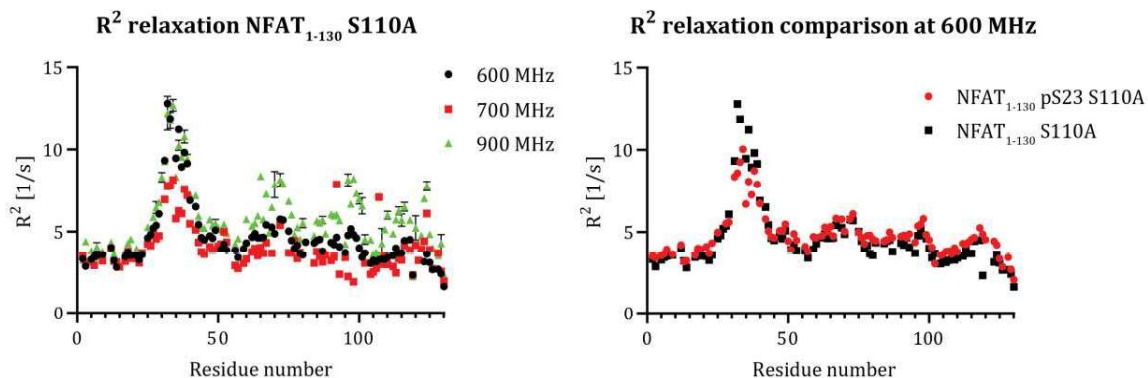 R² relaxation NFAT₁₋₁₃₀ S110A
15
10
5
0
R² [1/s]
0 50 100
Residue number
600 MHz
700 MHz
900 MHz
R² relaxation comparison at 600 MHz
15
10
5
0
R² [1/s]
0 50 100
Residue number
NFAT₁₋₁₃₀ pS23 S110A
NFAT₁₋₁₃₀ S110A